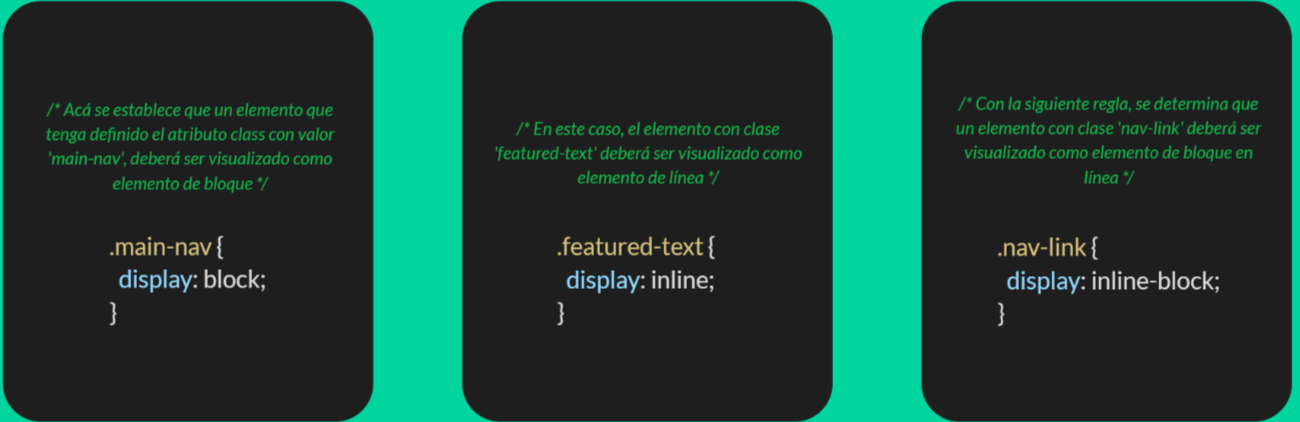 /* Acá se establece que un elemento que
tenga definido el atributo class con valor
'main-nav', deberá ser visualizado como
elemento de bloque */
.main-nav {
display: block;
}
/* En este caso, el elemento con clase
'featured-text' deberá ser visualizado como
elemento de línea */
.featured-text {
display: inline;
}
/* Con la siguiente regla, se determina que
un elemento con clase 'nav-link' deberá ser
visualizado como elemento de bloque en
línea */
.nav-link {
display: inline-block;
}